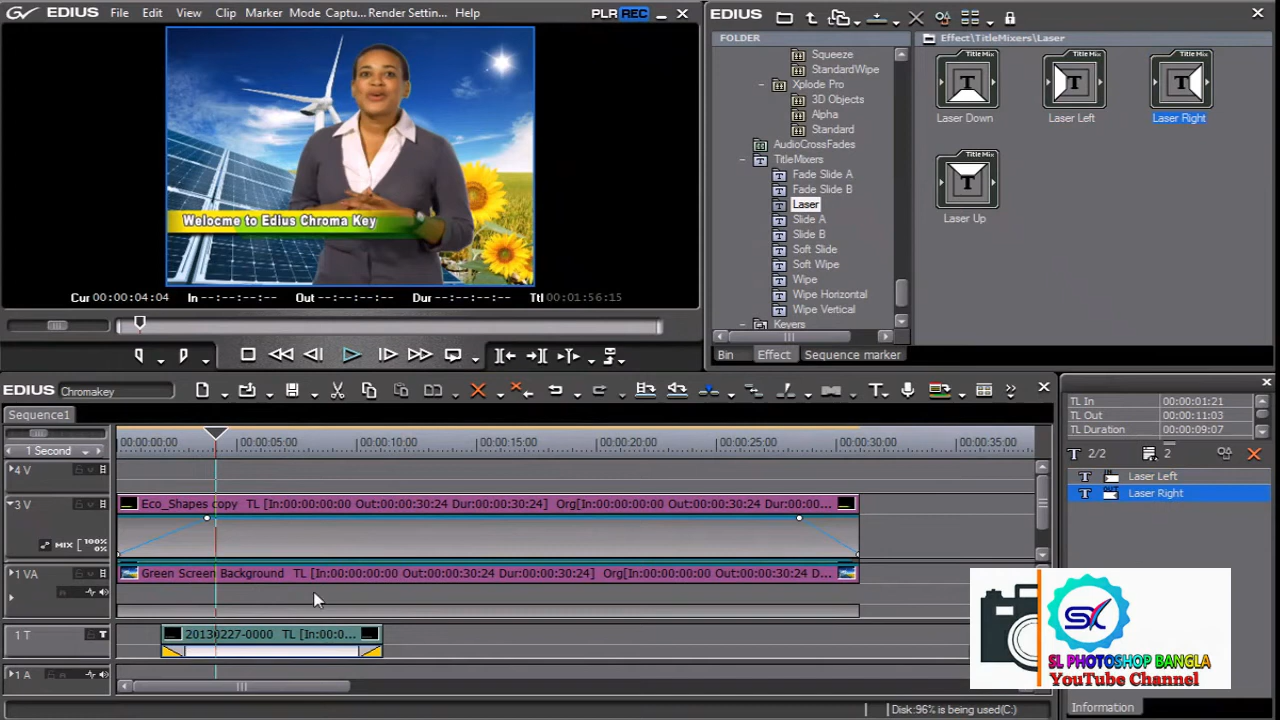 EDIUS File Edit View Clip Marker Mode Captu... Render Settin... Help PLR REC
Welocme to Edius Chroma Key
Cur 00:00:04:04 In --:--:--:-- Out --:--:--:-- Dur --:--:--:-- Ttl 00:01:56:15
EDIUS
FOLDER
Effect\TitleMixers\Laser
Squeeze
StandardWipe
Xplode Pro
3D Objects
Alpha
Standard
AudioCrossFades
TitleMixers
Fade Slide A
Fade Slide B
Laser
Slide A
Slide B
Soft Slide
Soft Wipe
Wipe
Wipe Horizontal
Wipe Vertical
Keyers
Title Mix Title Mix Title Mix
T T T
Laser Down Laser Left Laser Right
Title Mix
T
Laser Up
Bin Effect Sequence marker
EDIUS Chromakey
Sequence1
1 Second
00:00:00:00 00:00:05:00 00:00:10:00 00:00:15:00 00:00:20:00 00:00:25:00 00:00:30:00 00:00:35:00
4 V
3 V Eco_Shapes copy TL [In:00:00:00:00 Out:00:00:30:24 Dur:00:00:30:24] Org[In:00:00:00:00 Out:00:00:30:24 Dur:00:00...
MIX 100% 0%
1 VA Green Screen Background TL [In:00:00:00:00 Out:00:00:30:24 Dur:00:00:30:24] Org[In:00:00:00:00 Out:00:00:30:24 D...
1 T T 20130227-0000 TL [In:00:0...
1 A
TL In 00:00:01:21
TL Out 00:00:11:03
TL Duration 00:00:09:07
T 2/2 2
T IN Laser Left
T OUT Laser Right
SK
SL PHOTOSHOP BANGLA
YouTube Channel
Information
Disk:96% is being used(C:)